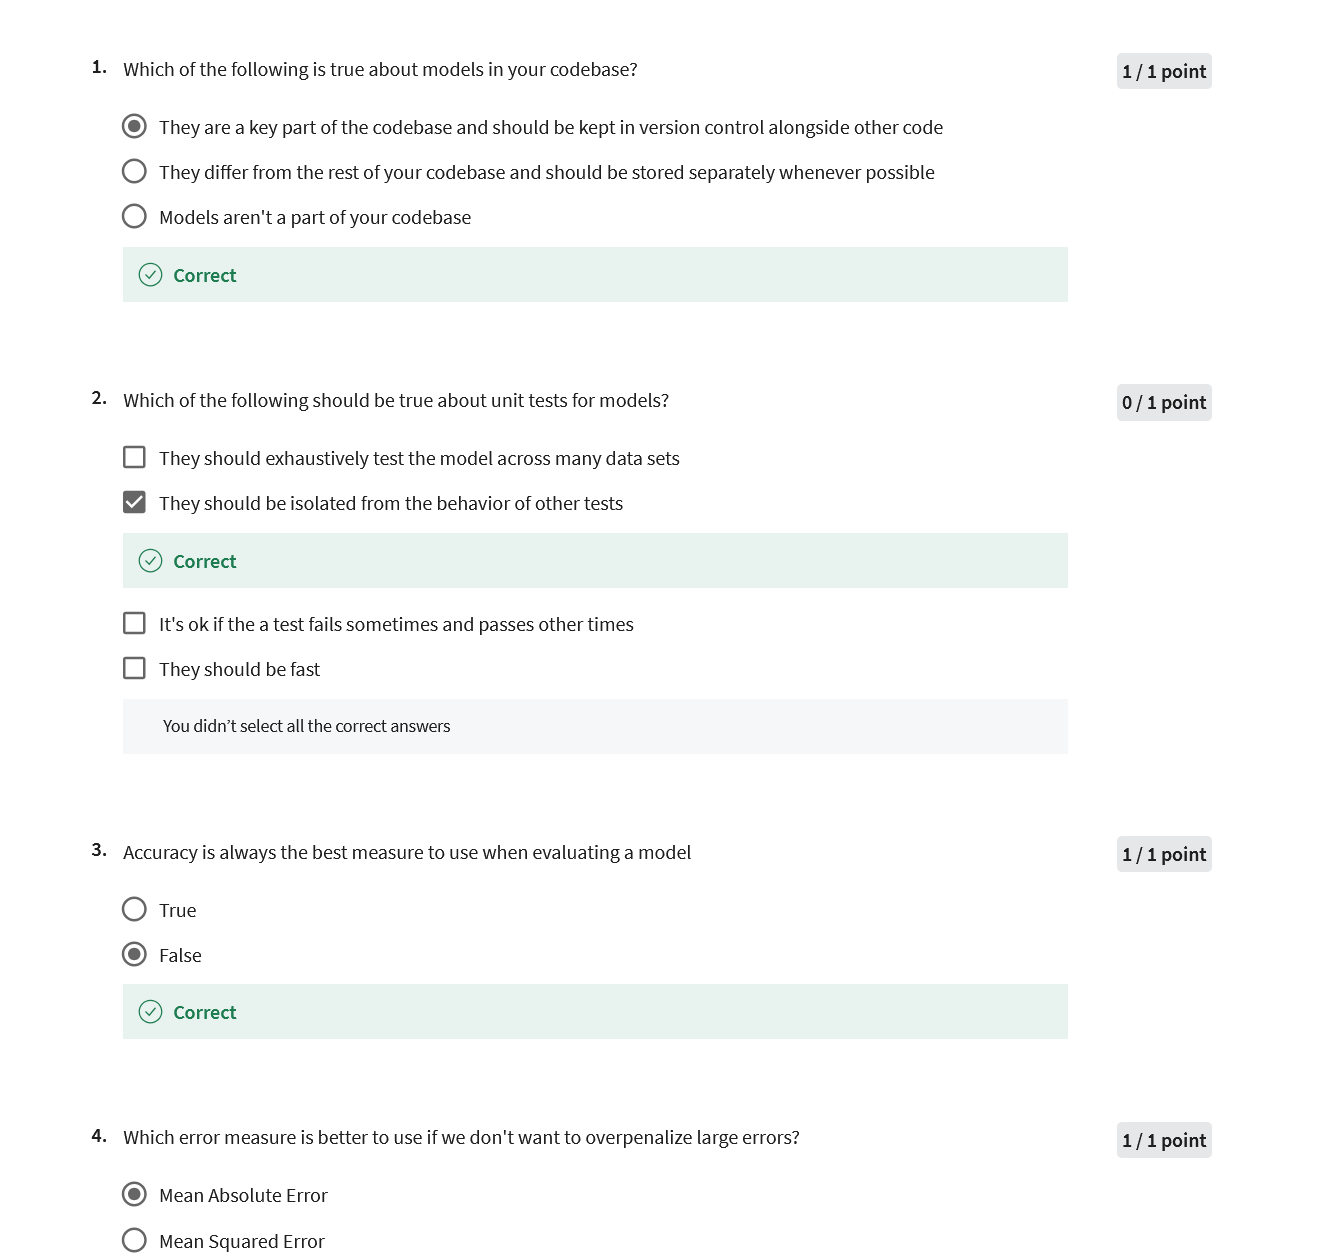 1. Which of the following is true about models in your codebase?
1 / 1 point
They are a key part of the codebase and should be kept in version control alongside other code
They differ from the rest of your codebase and should be stored separately whenever possible
Models aren't a part of your codebase
Correct
2. Which of the following should be true about unit tests for models?
0 / 1 point
They should exhaustively test the model across many data sets
They should be isolated from the behavior of other tests
Correct
It's ok if the a test fails sometimes and passes other times
They should be fast
You didn’t select all the correct answers
3. Accuracy is always the best measure to use when evaluating a model
1 / 1 point
True
False
Correct
4. Which error measure is better to use if we don't want to overpenalize large errors?
1 / 1 point
Mean Absolute Error
Mean Squared Error